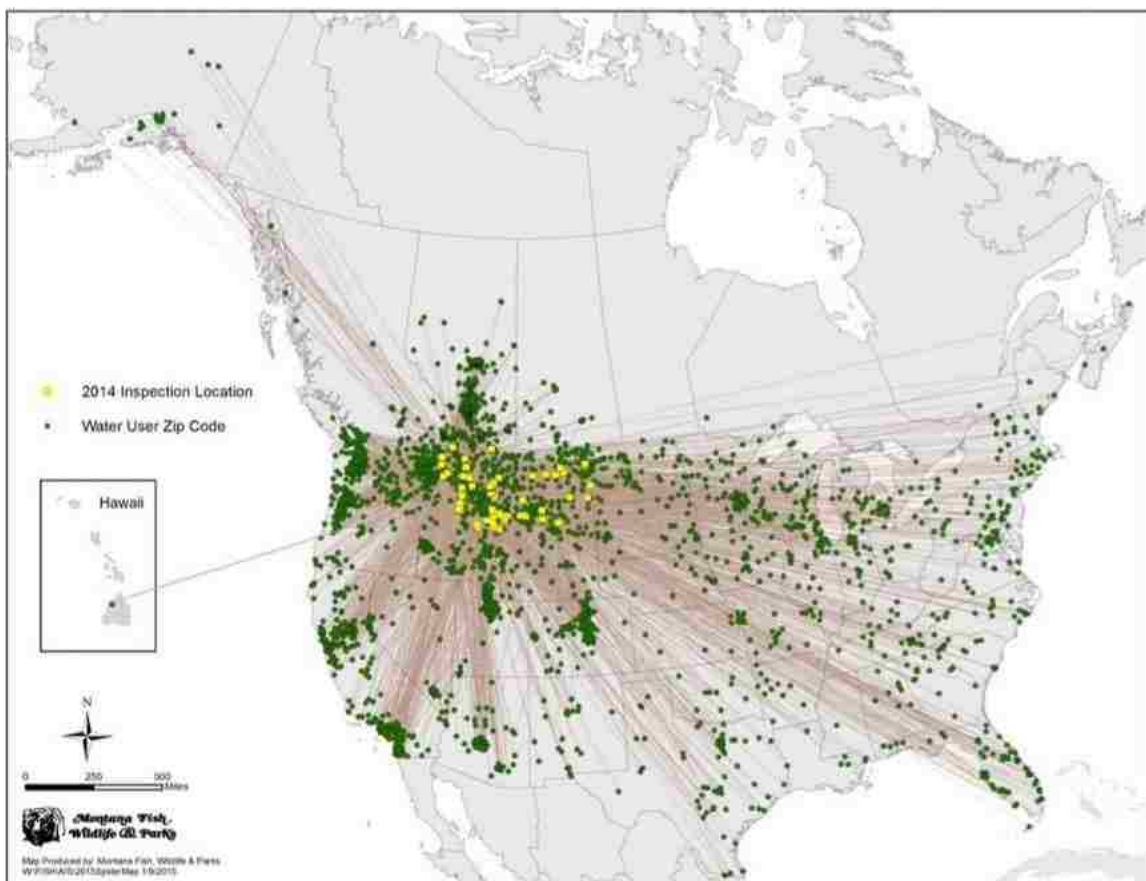 2014 Inspection Location
Water User Zip Code
Hawaii
N
0 250 500
Miles
Montana Fish
Wildlife & Parks
Map Produced by: Montana Fish, Wildlife & Parks